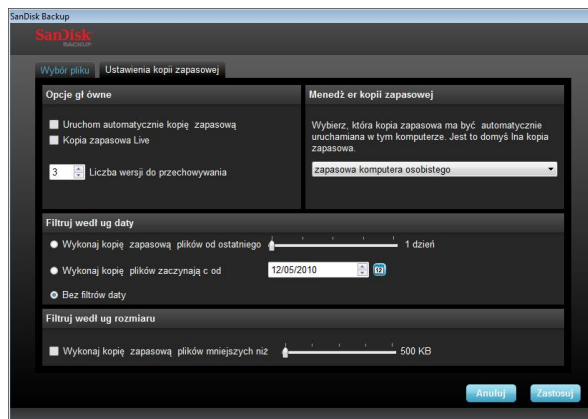 SanDisk Backup
SanDisk
BACKUP
Wybór pliku
Ustawienia kopii zapasowej
Opcje gł ówne
Uruchom automatycznie kopię zapasową
Kopia zapasowa Live
3 Liczba wersji do przechowywania
Menedż er kopii zapasowej
Wybierz, która kopia zapasowa ma być automatycznie
uruchamiana w tym komputerze. Jest to domyś lna kopia
zapasowa.
zapasowa komputera osobistego
Filtruj wedł ug daty
Wykonaj kopię zapasową plików od ostatniego 1 dzień
Wykonaj kopię plików zaczynają c od 12/05/2010
Bez filtrów daty
Filtruj wedł ug rozmiaru
Wykonaj kopię zapasową plików mniejszych niż 500 KB
Anuluj
Zastosuj